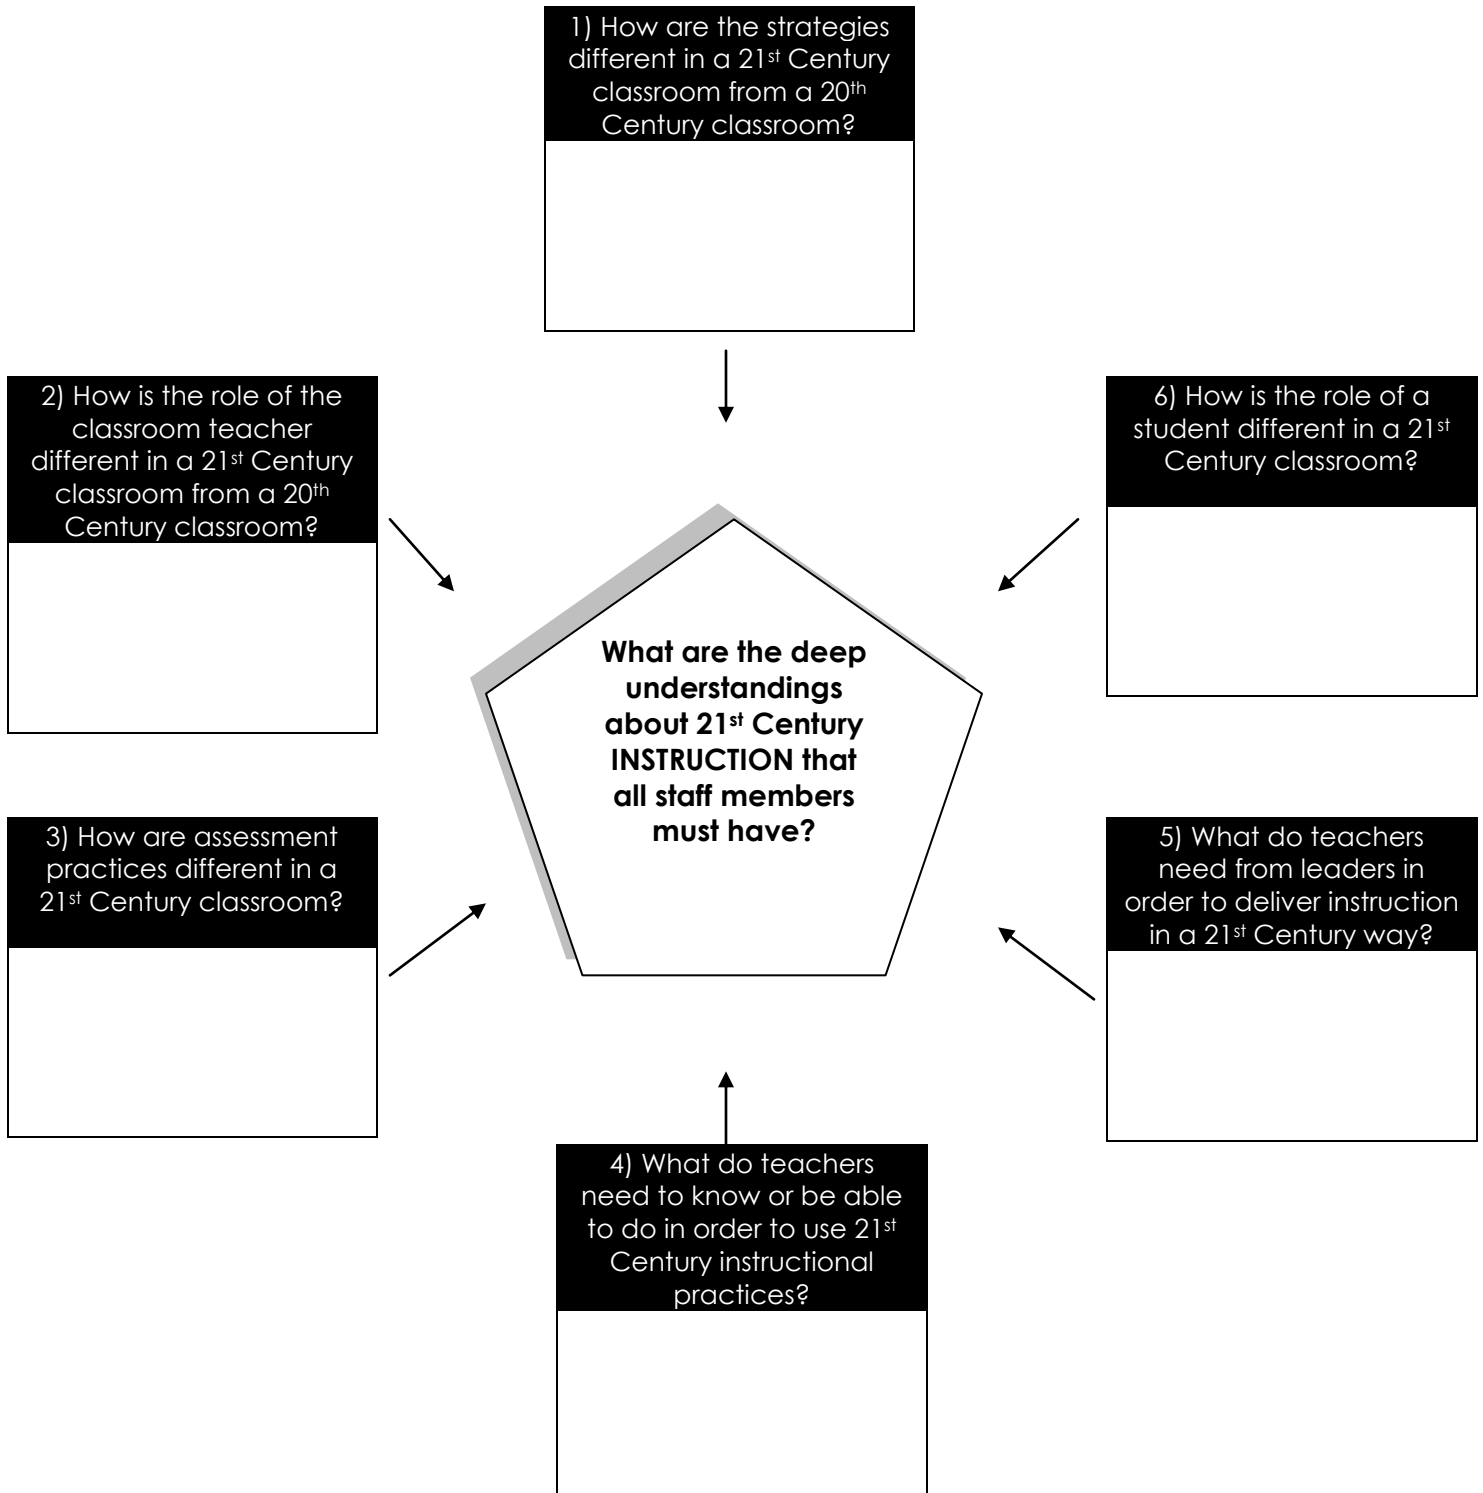 1) How are the strategies
different in a 21st Century
classroom from a 20th
Century classroom?
2) How is the role of the
classroom teacher
different in a 21st Century
classroom from a 20th
Century classroom?
6) How is the role of a
student different in a 21st
Century classroom?
What are the deep
understandings
about 21st Century
INSTRUCTION that
all staff members
must have?
3) How are assessment
practices different in a
21st Century classroom?
5) What do teachers
need from leaders in
order to deliver instruction
in a 21st Century way?
4) What do teachers
need to know or be able
to do in order to use 21st
Century instructional
practices?